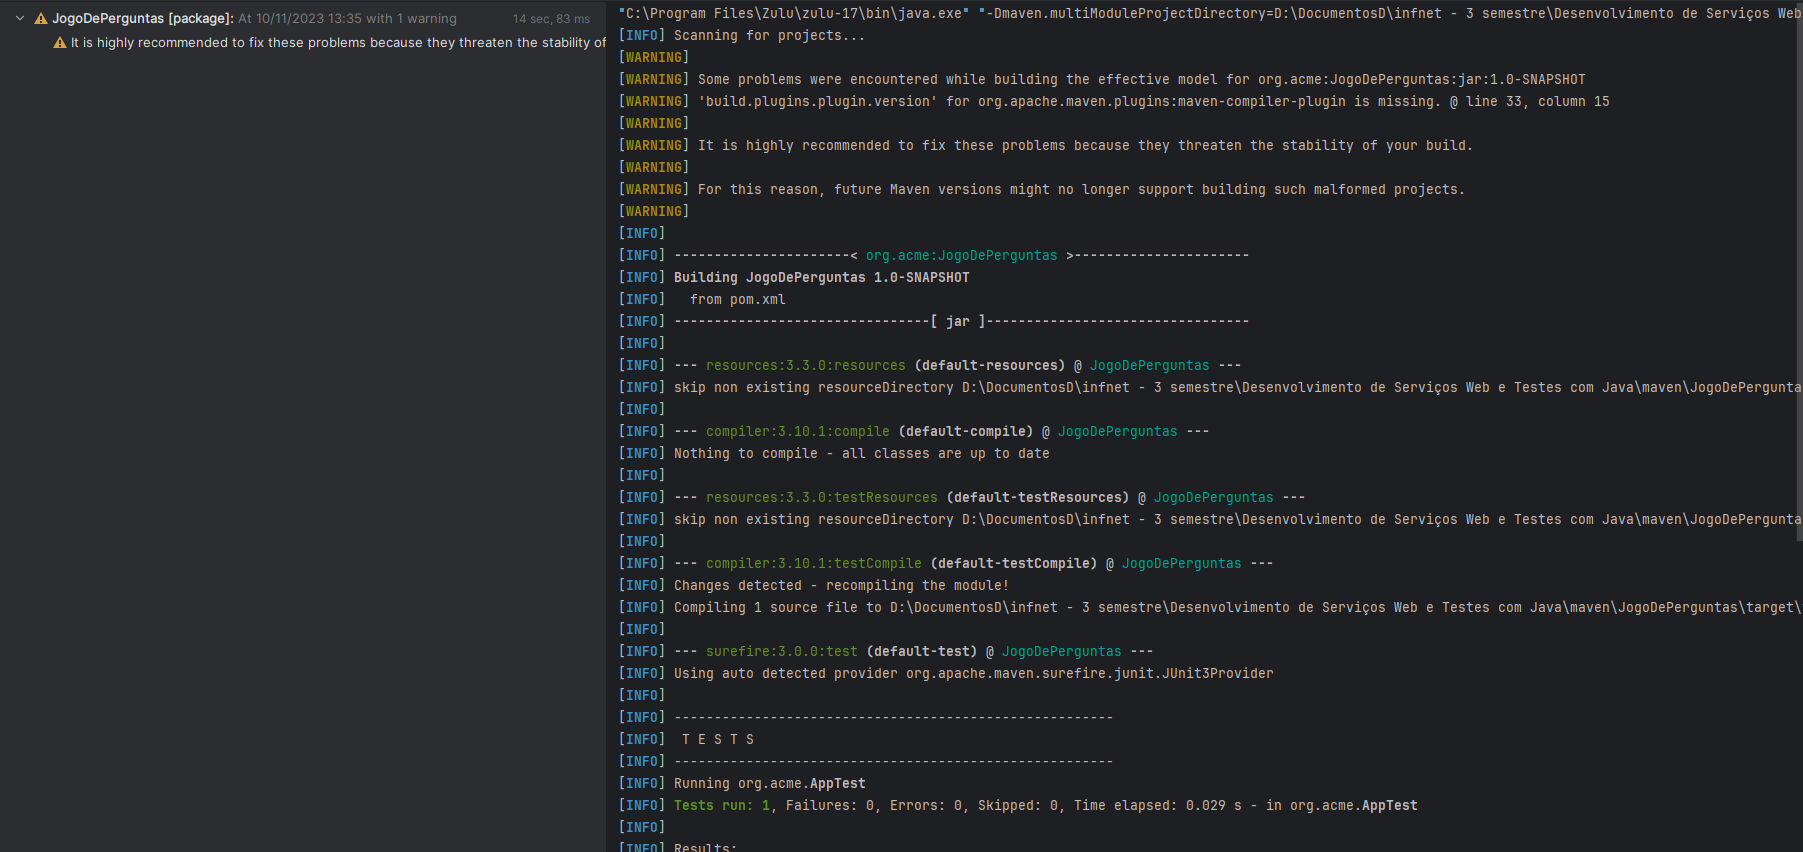 JogoDePerguntas [package]: At 10/11/2023 13:35 with 1 warning 14 sec, 83 ms
It is highly recommended to fix these problems because they threaten the stability of
"C:\Program Files\Zulu\zulu-17\bin\java.exe" "-Dmaven.multiModuleProjectDirectory=D:\DocumentosD\infnet - 3 semestre\Desenvolvimento de Serviços Web
[INFO] Scanning for projects...
[WARNING]
[WARNING] Some problems were encountered while building the effective model for org.acme:JogoDePerguntas:jar:1.0-SNAPSHOT
[WARNING] 'build.plugins.plugin.version' for org.apache.maven.plugins:maven-compiler-plugin is missing. @ line 33, column 15
[WARNING]
[WARNING] It is highly recommended to fix these problems because they threaten the stability of your build.
[WARNING]
[WARNING] For this reason, future Maven versions might no longer support building such malformed projects.
[WARNING]
[INFO]
[INFO] ----------------------< org.acme:JogoDePerguntas >----------------------
[INFO] Building JogoDePerguntas 1.0-SNAPSHOT
[INFO]   from pom.xml
[INFO] --------------------------------[ jar ]---------------------------------
[INFO]
[INFO] --- resources:3.3.0:resources (default-resources) @ JogoDePerguntas ---
[INFO] skip non existing resourceDirectory D:\DocumentosD\infnet - 3 semestre\Desenvolvimento de Serviços Web e Testes com Java\maven\JogoDePergunta
[INFO]
[INFO] --- compiler:3.10.1:compile (default-compile) @ JogoDePerguntas ---
[INFO] Nothing to compile - all classes are up to date
[INFO]
[INFO] --- resources:3.3.0:testResources (default-testResources) @ JogoDePerguntas ---
[INFO] skip non existing resourceDirectory D:\DocumentosD\infnet - 3 semestre\Desenvolvimento de Serviços Web e Testes com Java\maven\JogoDePergunta
[INFO]
[INFO] --- compiler:3.10.1:testCompile (default-testCompile) @ JogoDePerguntas ---
[INFO] Changes detected - recompiling the module!
[INFO] Compiling 1 source file to D:\DocumentosD\infnet - 3 semestre\Desenvolvimento de Serviços Web e Testes com Java\maven\JogoDePerguntas\target\
[INFO]
[INFO] --- surefire:3.0.0:test (default-test) @ JogoDePerguntas ---
[INFO] Using auto detected provider org.apache.maven.surefire.junit.JUnit3Provider
[INFO]
[INFO] -------------------------------------------------------
[INFO]  T E S T S
[INFO] -------------------------------------------------------
[INFO] Running org.acme.AppTest
[INFO] Tests run: 1, Failures: 0, Errors: 0, Skipped: 0, Time elapsed: 0.029 s - in org.acme.AppTest
[INFO]
[INFO] Results: